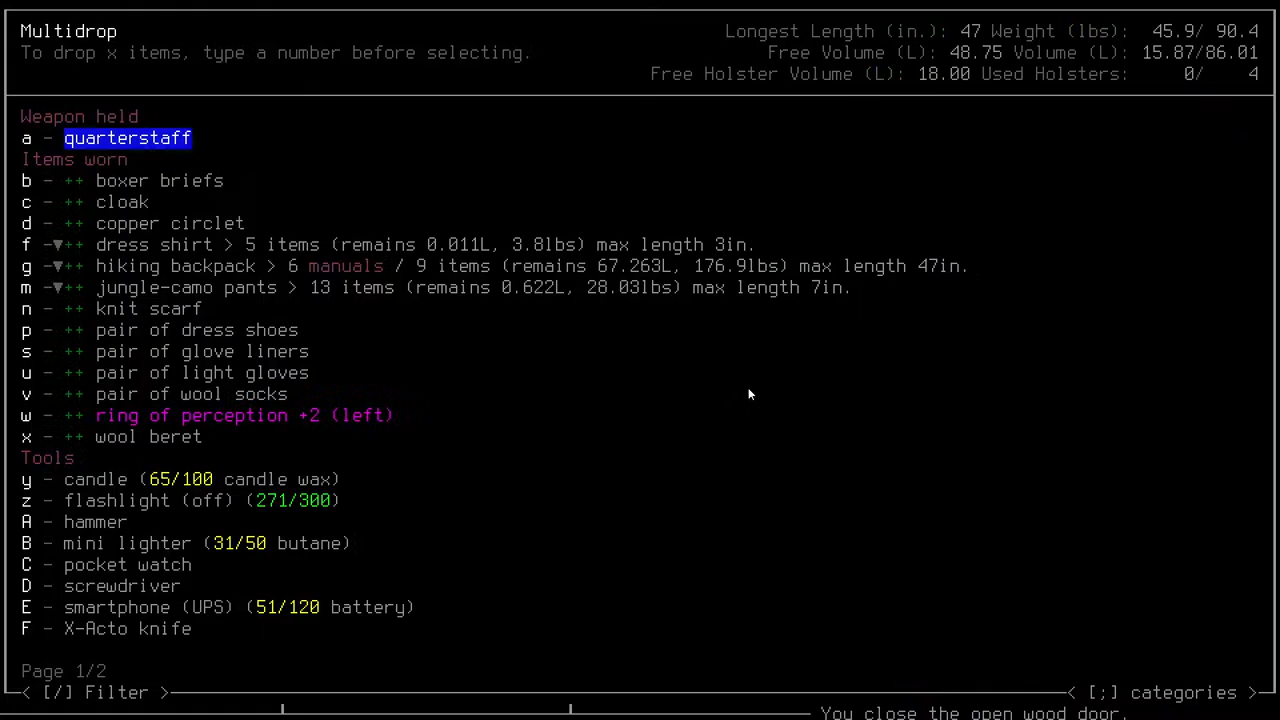 Multidrop
To drop x items, type a number before selecting.
Longest Length (in.): 47 Weight (lbs): 45.9/ 90.4
Free Volume (L): 48.75 Volume (L): 15.87/86.01
Free Holster Volume (L): 18.00 Used Holsters: 0/ 4
Weapon held
a - quarterstaff
Items worn
b - ++ boxer briefs
c - ++ cloak
d - ++ copper circlet
f -▼++ dress shirt > 5 items (remains 0.011L, 3.8lbs) max length 3in.
g -▼++ hiking backpack > 6 manuals / 9 items (remains 67.263L, 176.9lbs) max length 47in.
m -▼++ jungle-camo pants > 13 items (remains 0.622L, 28.03lbs) max length 7in.
n - ++ knit scarf
p - ++ pair of dress shoes
s - ++ pair of glove liners
u - ++ pair of light gloves
v - ++ pair of wool socks
w - ++ ring of perception +2 (left)
x - ++ wool beret
Tools
y - candle (65/100 candle wax)
z - flashlight (off) (271/300)
A - hammer
B - mini lighter (31/50 butane)
C - pocket watch
D - screwdriver
E - smartphone (UPS) (51/120 battery)
F - X-Acto knife
Page 1/2
< [/] Filter >
< [;] categories >
You close the open wood door.